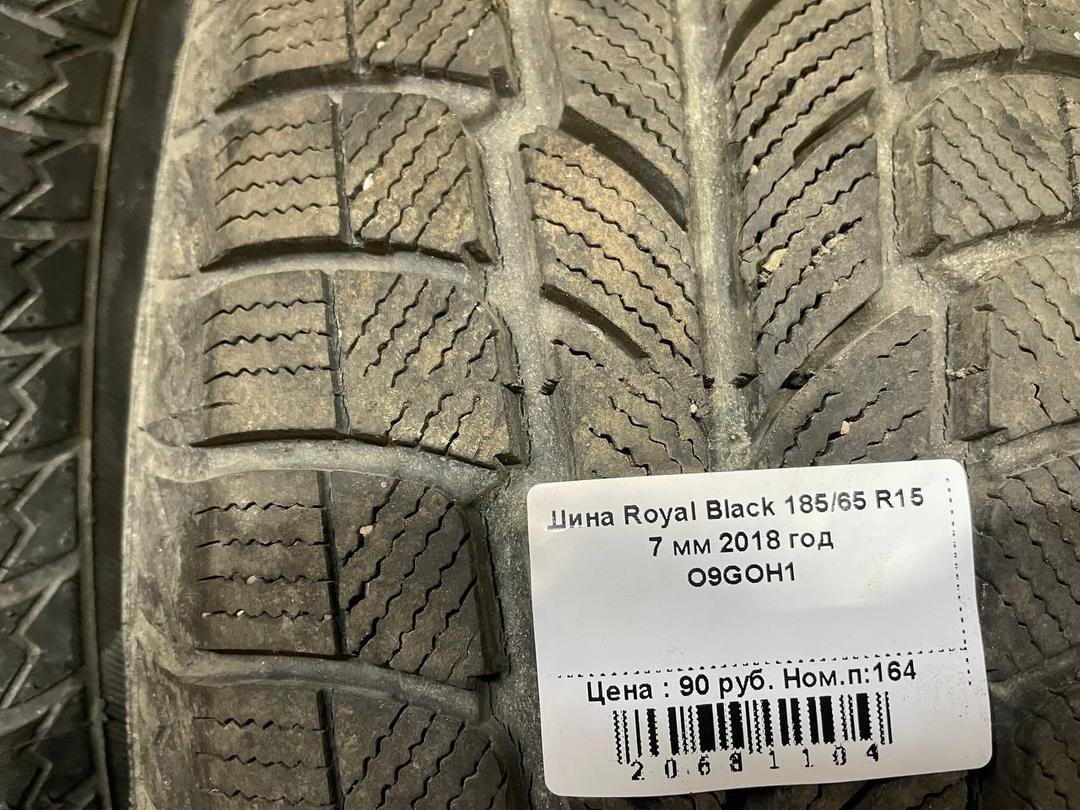 Шина Royal Black 185/65 R15
7 мм 2018 год
O9GOH1
Цена : 90 руб. Ном.п:164
20681104